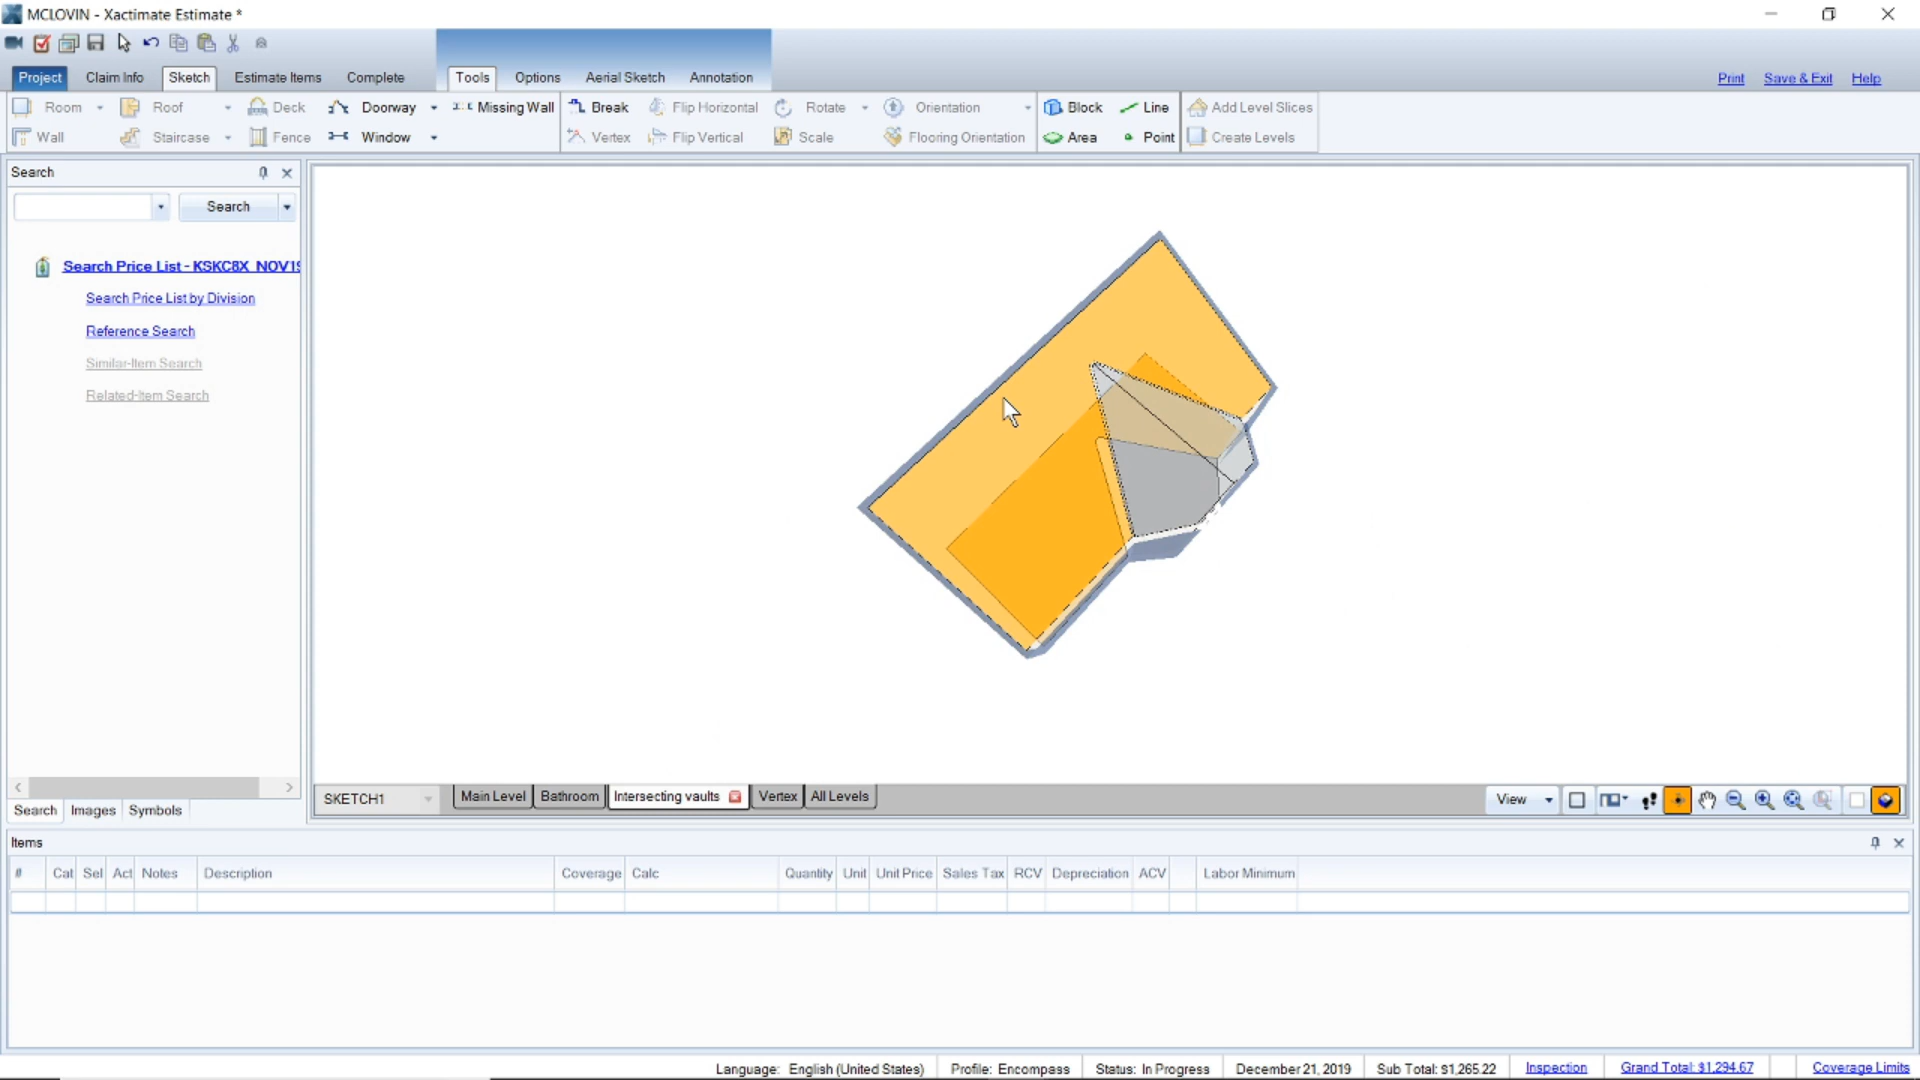 MCLOVIN - Xactimate Estimate *
Project Claim Info Sketch Estimate Items Complete Tools Options Aerial Sketch Annotation Print Save & Exit Help
Room Roof Deck Doorway Missing Wall Break Flip Horizontal Rotate Orientation Block Line Add Level Slices
Wall Staircase Fence Window Vertex Flip Vertical Scale Flooring Orientation Area Point Create Levels
Search
Search
Search Price List - KSKC8X_NOV19
Search Price List by Division
Reference Search
Similar-Item Search
Related-Item Search
SKETCH1 Main Level Bathroom Intersecting vaults Vertex All Levels View
Search Images Symbols
Items
# Cat Sel Act Notes Description Coverage Calc Quantity Unit Unit Price Sales Tax RCV Depreciation ACV Labor Minimum
Language: English (United States) Profile: Encompass Status: In Progress December 21, 2019 Sub Total: $1,265.22 Inspection Grand Total: $1,294.67 Coverage Limits